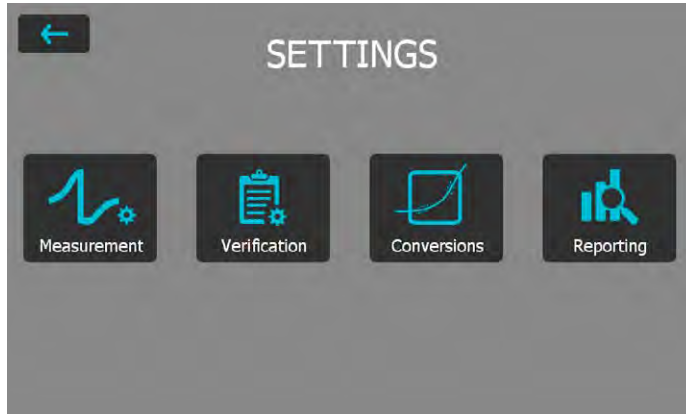 SETTINGS
Measurement
Verification
Conversions
Reporting